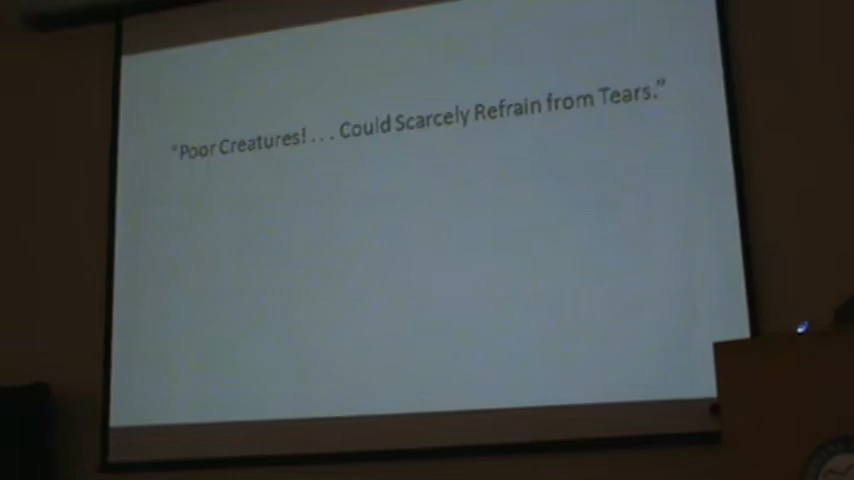 "Poor Creatures! . . . Could Scarcely Refrain from Tears."